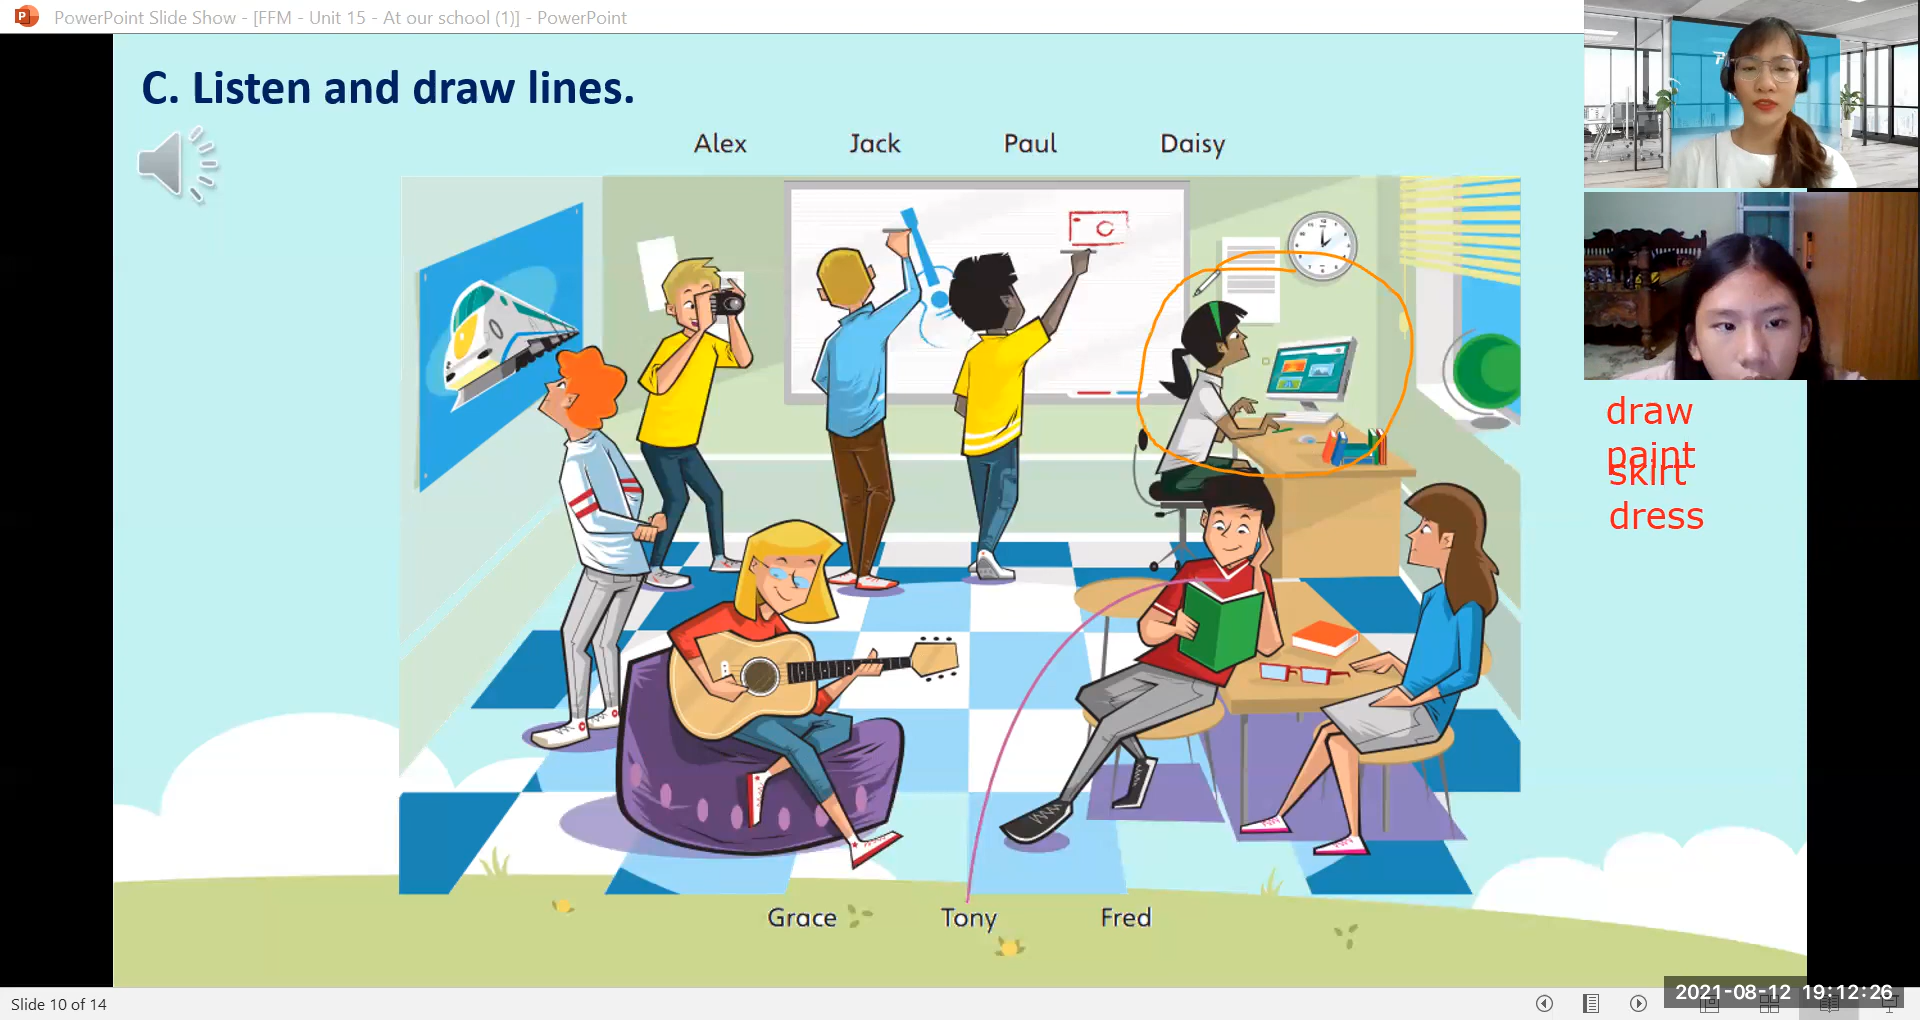 PowerPoint Slide Show - [FFM - Unit 15 - At our school (1)] - PowerPoint
C. Listen and draw lines.
Alex Jack Paul Daisy
draw
paint
skirt
dress
Grace Tony Fred
Slide 10 of 14
2021-08-12 19:12:26